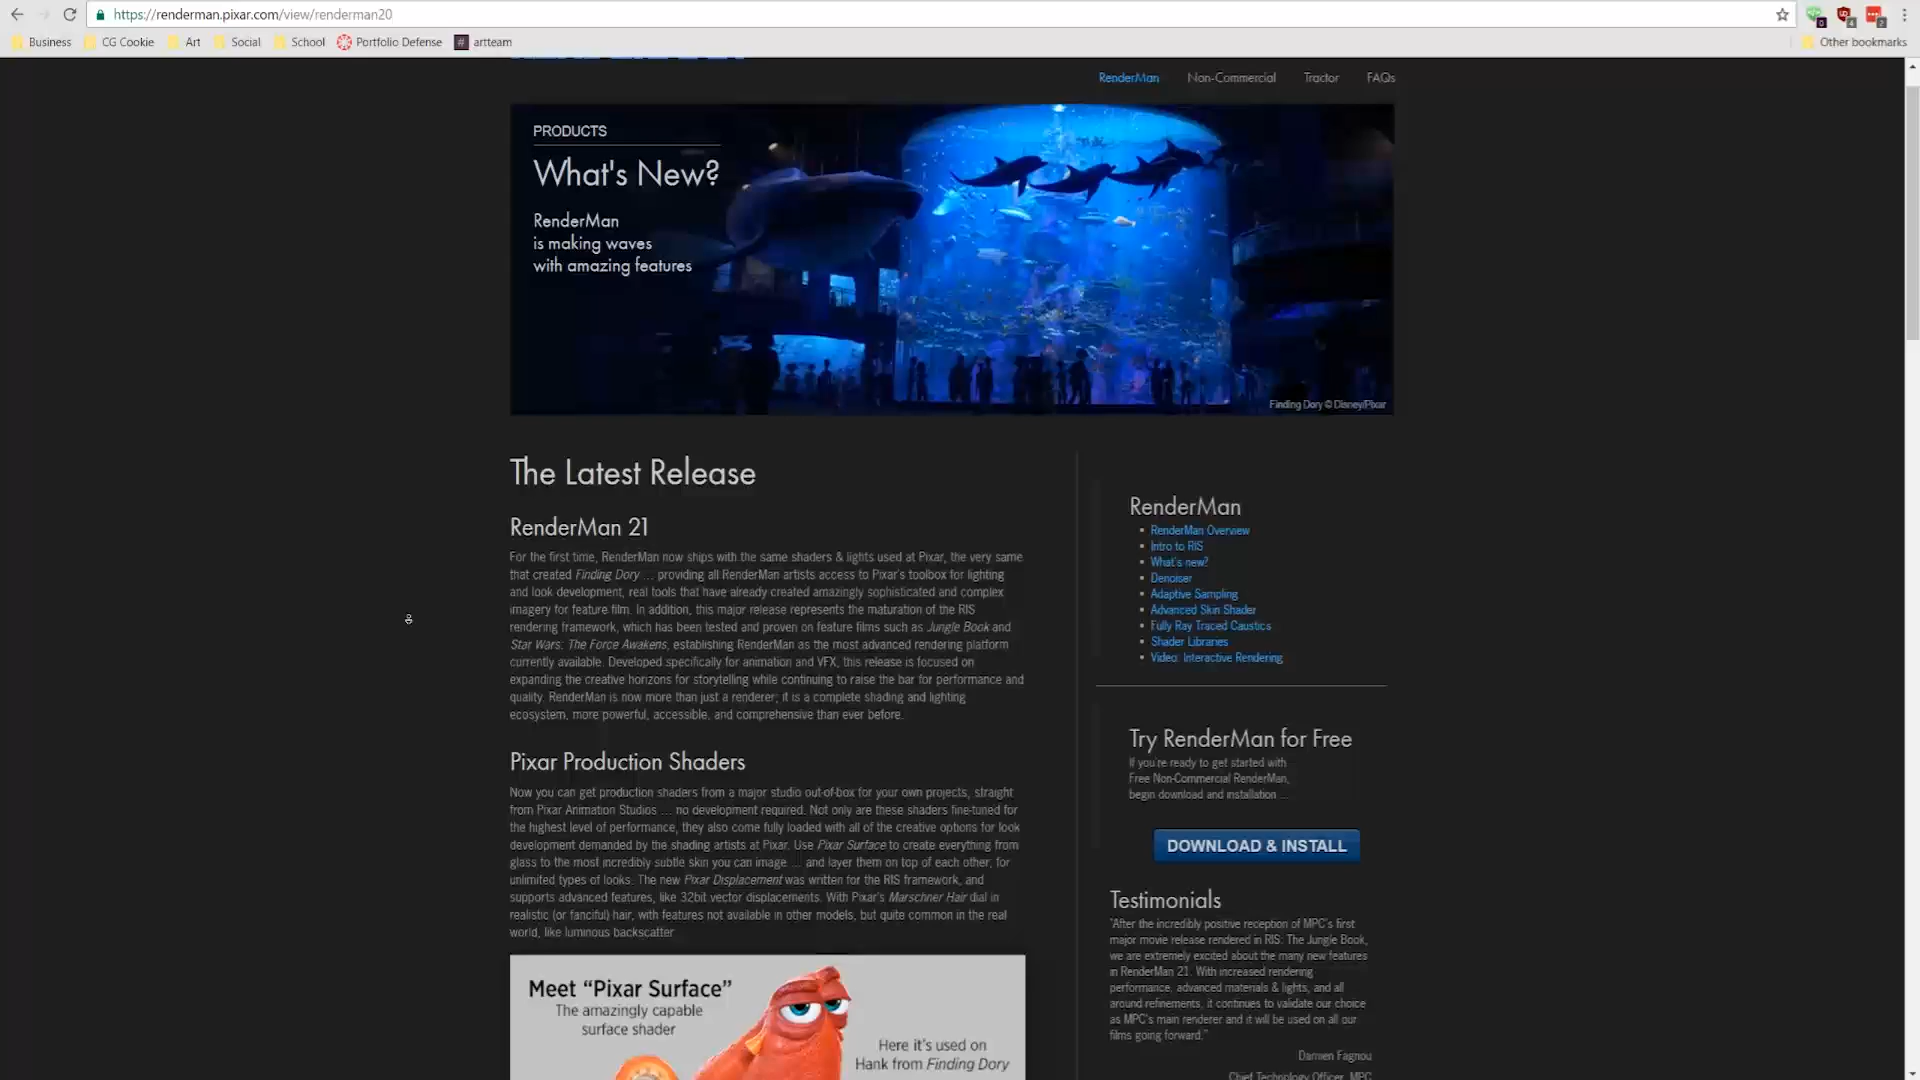 https://renderman.pixar.com/view/renderman20
Business CG Cookie Art Social School Portfolio Defense # artteam Other bookmarks
RenderMan Non-Commercial Tractor FAQs
PRODUCTS
What's New?
RenderMan
is making waves
with amazing features
Finding Dory © Disney/Pixar
The Latest Release
RenderMan 21
For the first time, RenderMan now ships with the same shaders & lights used at Pixar, the very same
that created Finding Dory ... providing all RenderMan artists access to Pixar's toolbox for lighting
and look development, real tools that have already created amazingly sophisticated and complex
imagery for feature film. In addition, this major release represents the maturation of the RIS
rendering framework, which has been tested and proven on feature films such as Jungle Book and
Star Wars: The Force Awakens, establishing RenderMan as the most advanced rendering platform
currently available. Developed specifically for animation and VFX, this release is focused on
expanding the creative horizons for storytelling while continuing to raise the bar for performance and
quality. RenderMan is now more than just a renderer; it is a complete shading and lighting
ecosystem, more powerful, accessible, and comprehensive than ever before.
Pixar Production Shaders
Now you can get production shaders from a major studio out-of-box for your own projects, straight
from Pixar Animation Studios ... no development required. Not only are these shaders fine-tuned for
the highest level of performance, they also come fully loaded with all of the creative options for look
development demanded by the shading artists at Pixar. Use Pixar Surface to create everything from
glass to the most incredibly subtle skin you can image ... and layer them on top of each other, for
unlimited types of looks. The new Pixar Displacement was written for the RIS framework, and
supports advanced features, like 32bit vector displacements. With Pixar's Marschner Hair dial in
realistic (or fanciful) hair, with features not available in other models, but quite common in the real
world, like luminous backscatter
Meet “Pixar Surface”
The amazingly capable
surface shader
Here it's used on
Hank from Finding Dory
RenderMan
RenderMan Overview
Intro to RIS
What's new?
Denoiser
Adaptive Sampling
Advanced Skin Shader
Fully Ray Traced Caustics
Shader Libraries
Video: Interactive Rendering
Try RenderMan for Free
If you're ready to get started with
Free Non-Commercial RenderMan,
begin download and installation ...
DOWNLOAD & INSTALL
Testimonials
"After the incredibly positive reception of MPC's first
major movie release rendered in RIS: The Jungle Book,
we are extremely excited about the many new features
in RenderMan 21. With increased rendering
performance, advanced materials & lights, and all
around refinements, it continues to validate our choice
as MPC's main renderer and it will be used on all our
films going forward."
Damien Fagnou
Chief Technology Officer, MPC